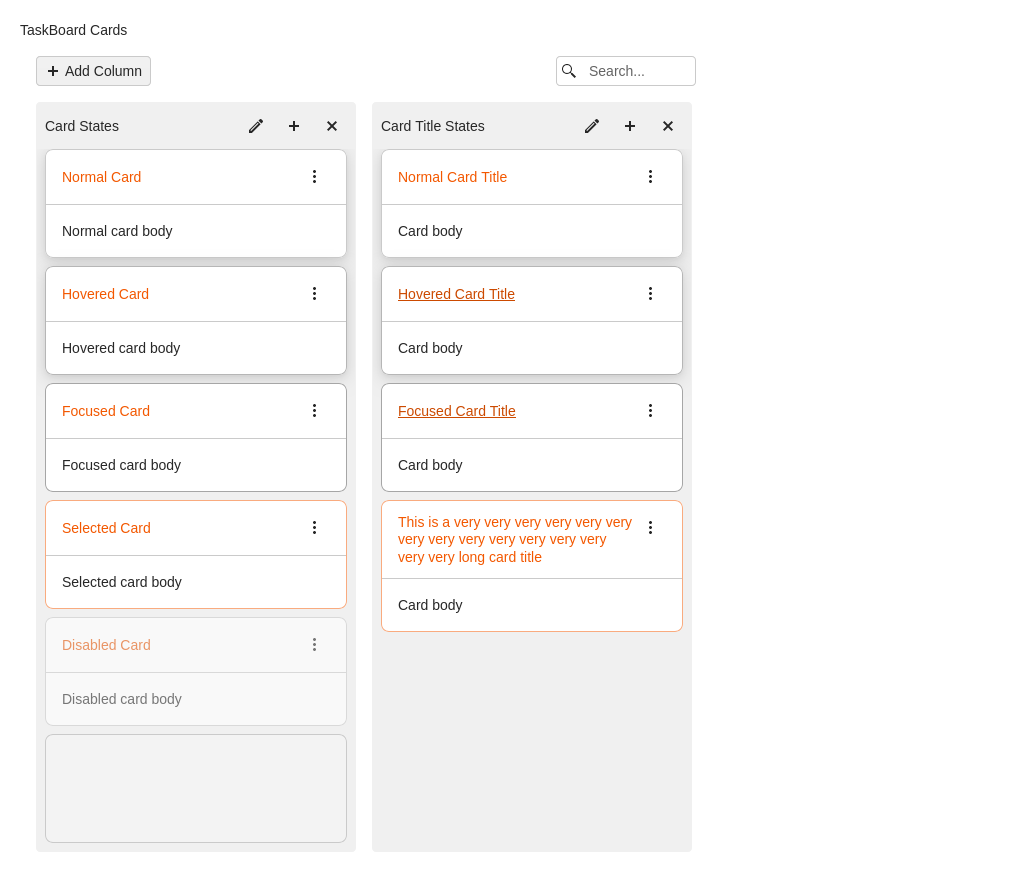 TaskBoard Cards
Add Column
Search...
Card States
Normal Card
Normal card body
Hovered Card
Hovered card body
Focused Card
Focused card body
Selected Card
Selected card body
Disabled Card
Disabled card body
Card Title States
Normal Card Title
Card body
Hovered Card Title
Card body
Focused Card Title
Card body
This is a very very very very very very
very very very very very very very
very very long card title
Card body